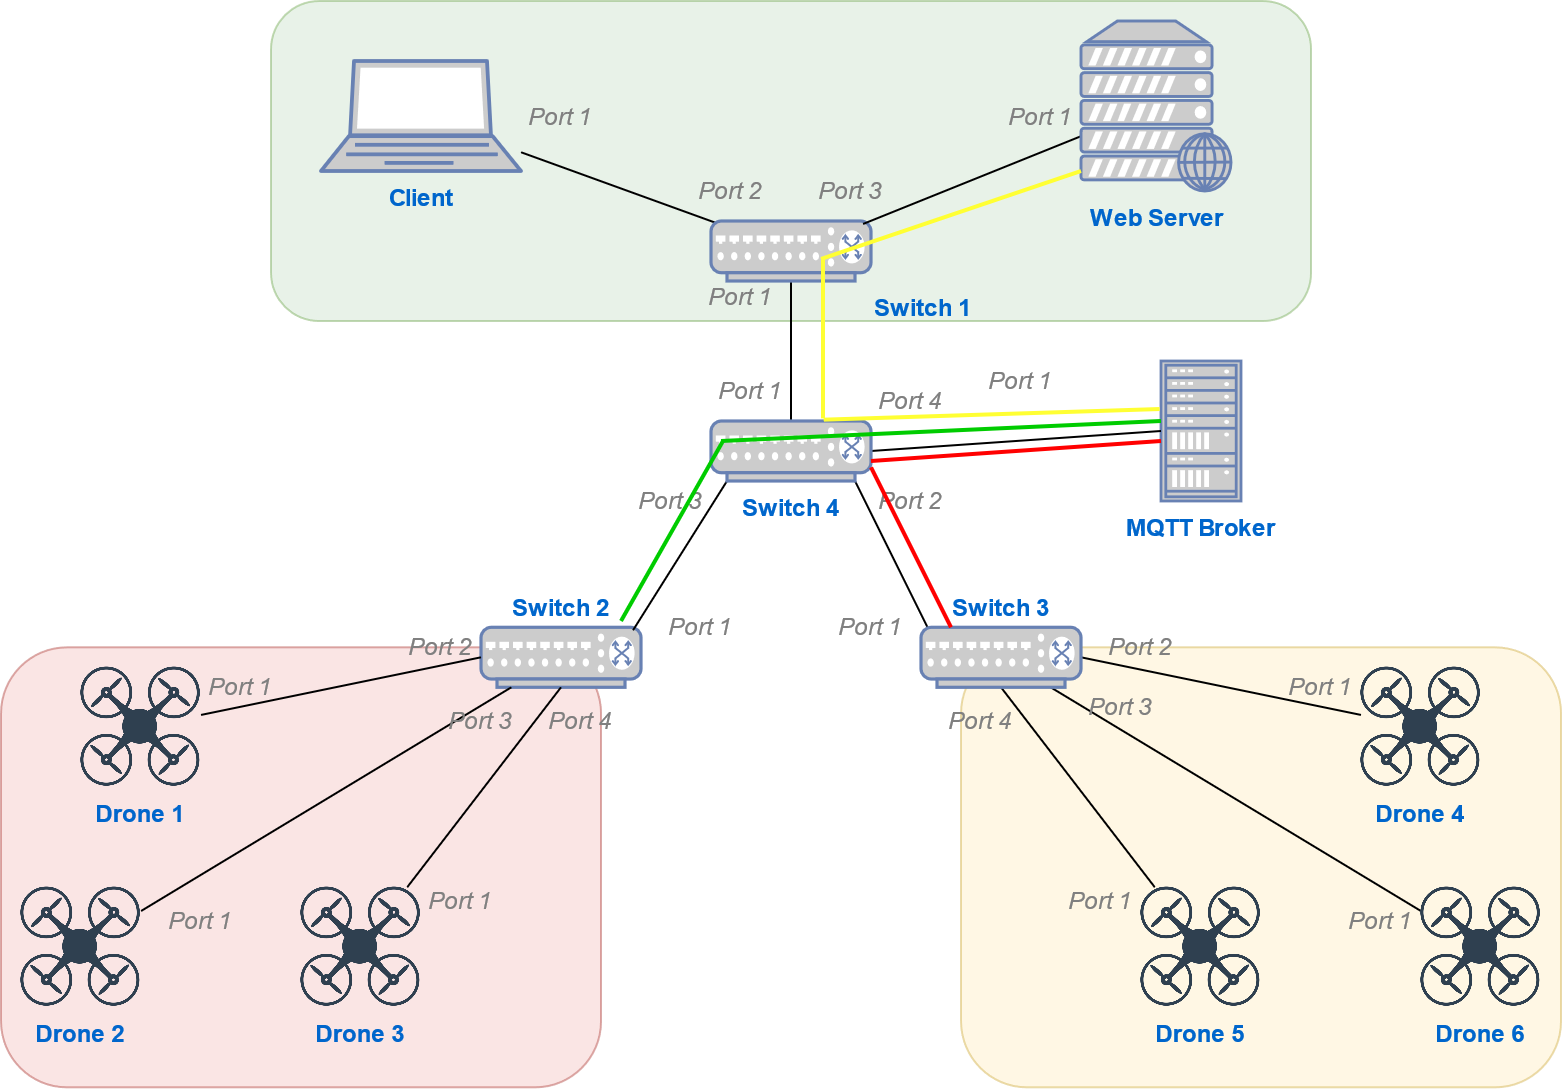 Port 1
Port 1
Client
Port 2
Port 3
Web Server
Port 1
Switch 1
Port 1
Port 4
Port 1
Port 3
Switch 4
Port 2
MQTT Broker
Switch 2
Port 1
Port 1
Switch 3
Port 2
Port 2
Port 1
Port 1
Port 3
Port 4
Port 4
Port 3
Drone 1
Drone 4
Port 1
Port 1
Port 1
Port 1
Drone 2
Drone 3
Drone 5
Drone 6